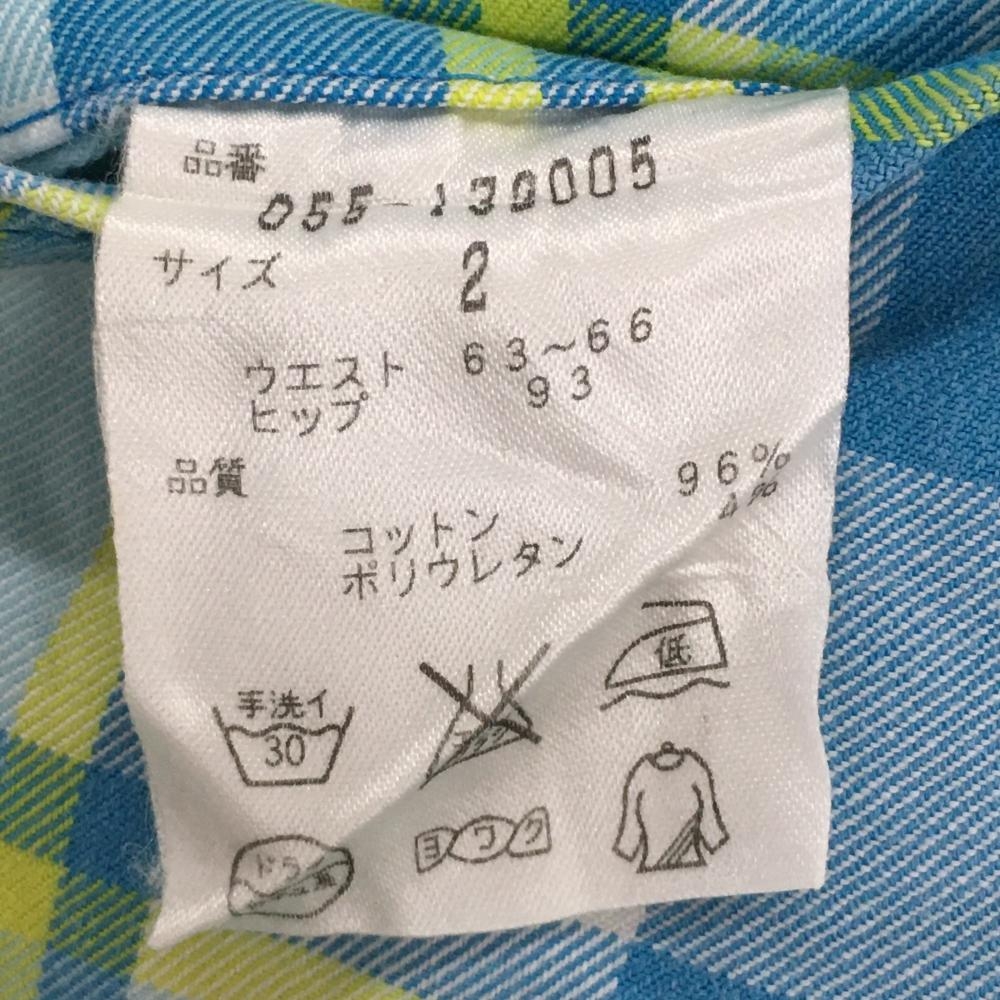 品番
055-130005
サイズ 2
ウエスト 63～66
ヒップ 93
品質
コットン 96%
ポリウレタン 4%
手洗イ
30
低
ヨワク